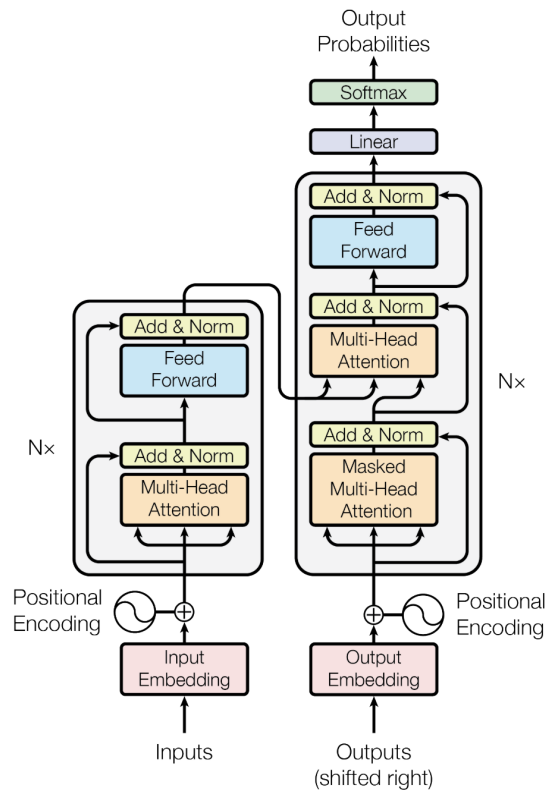 Output
Probabilities
Softmax
Linear
Add & Norm
Feed
Forward
Add & Norm
Multi-Head
Attention
Add & Norm
Masked
Multi-Head
Attention
N×
Add & Norm
Feed
Forward
Add & Norm
Multi-Head
Attention
N×
Positional
Encoding
Positional
Encoding
Input
Embedding
Output
Embedding
Inputs
Outputs
(shifted right)